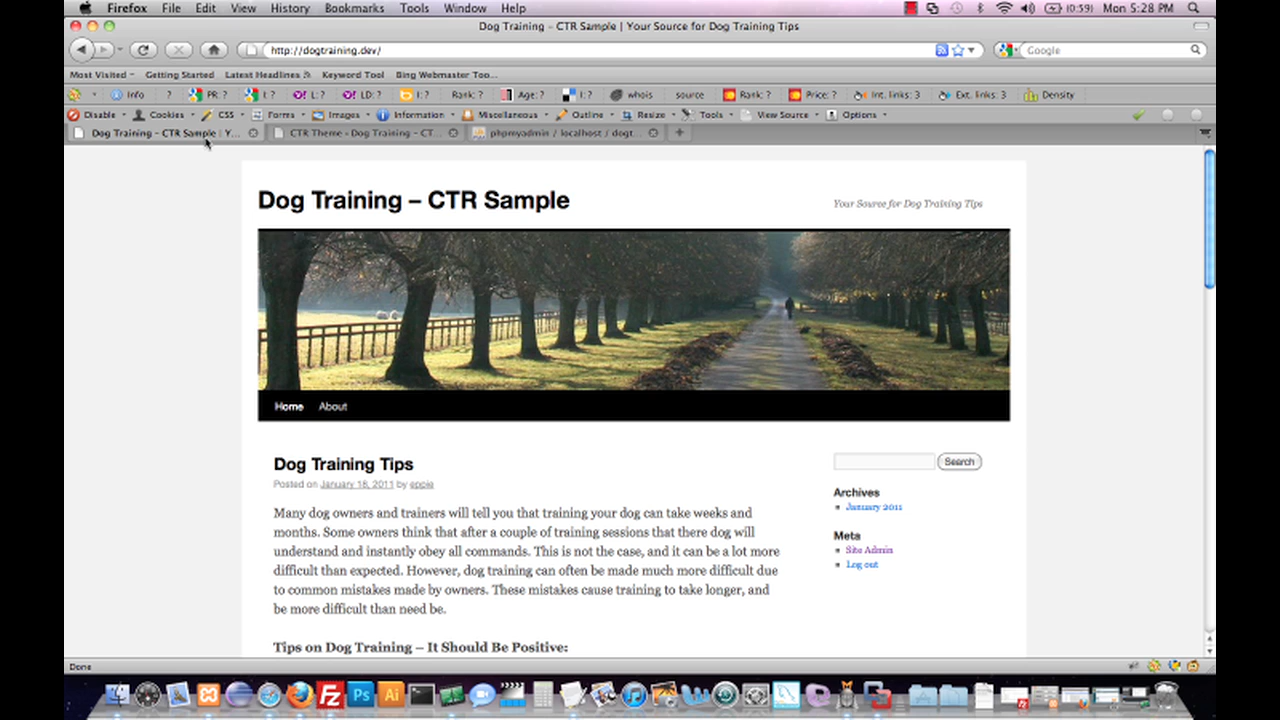 Firefox File Edit View History Bookmarks Tools Window Help (0:59) Mon 5:28 PM
Dog Training – CTR Sample | Your Source for Dog Training Tips
http://dogtraining.dev/ Google
Most Visited Getting Started Latest Headlines Keyword Tool Bing Webmaster Too...
Info ? PR: ? I: ? L: ? LD: ? I: ? Rank: ? Age: ? I: ? whois source Rank: ? Price: ? Int. links: 3 Ext. links: 3 Density
Disable Cookies CSS Forms Images Information Miscellaneous Outline Resize Tools View Source Options
Dog Training – CTR Sample | Y... CTR Theme - Dog Training - CT... phpmyadmin / localhost / dogt...
Dog Training – CTR Sample
Your Source for Dog Training Tips
Home About
Dog Training Tips
Posted on January 18, 2011 by eppie
Many dog owners and trainers will tell you that training your dog can take weeks and
months. Some owners think that after a couple of training sessions that there dog will
understand and instantly obey all commands. This is not the case, and it can be a lot more
difficult than expected. However, dog training can often be made much more difficult due
to common mistakes made by owners. These mistakes cause training to take longer, and
be more difficult than need be.
Tips on Dog Training – It Should Be Positive:
Search
Archives
January 2011
Meta
Site Admin
Log out
Done
Fz Ps Ai